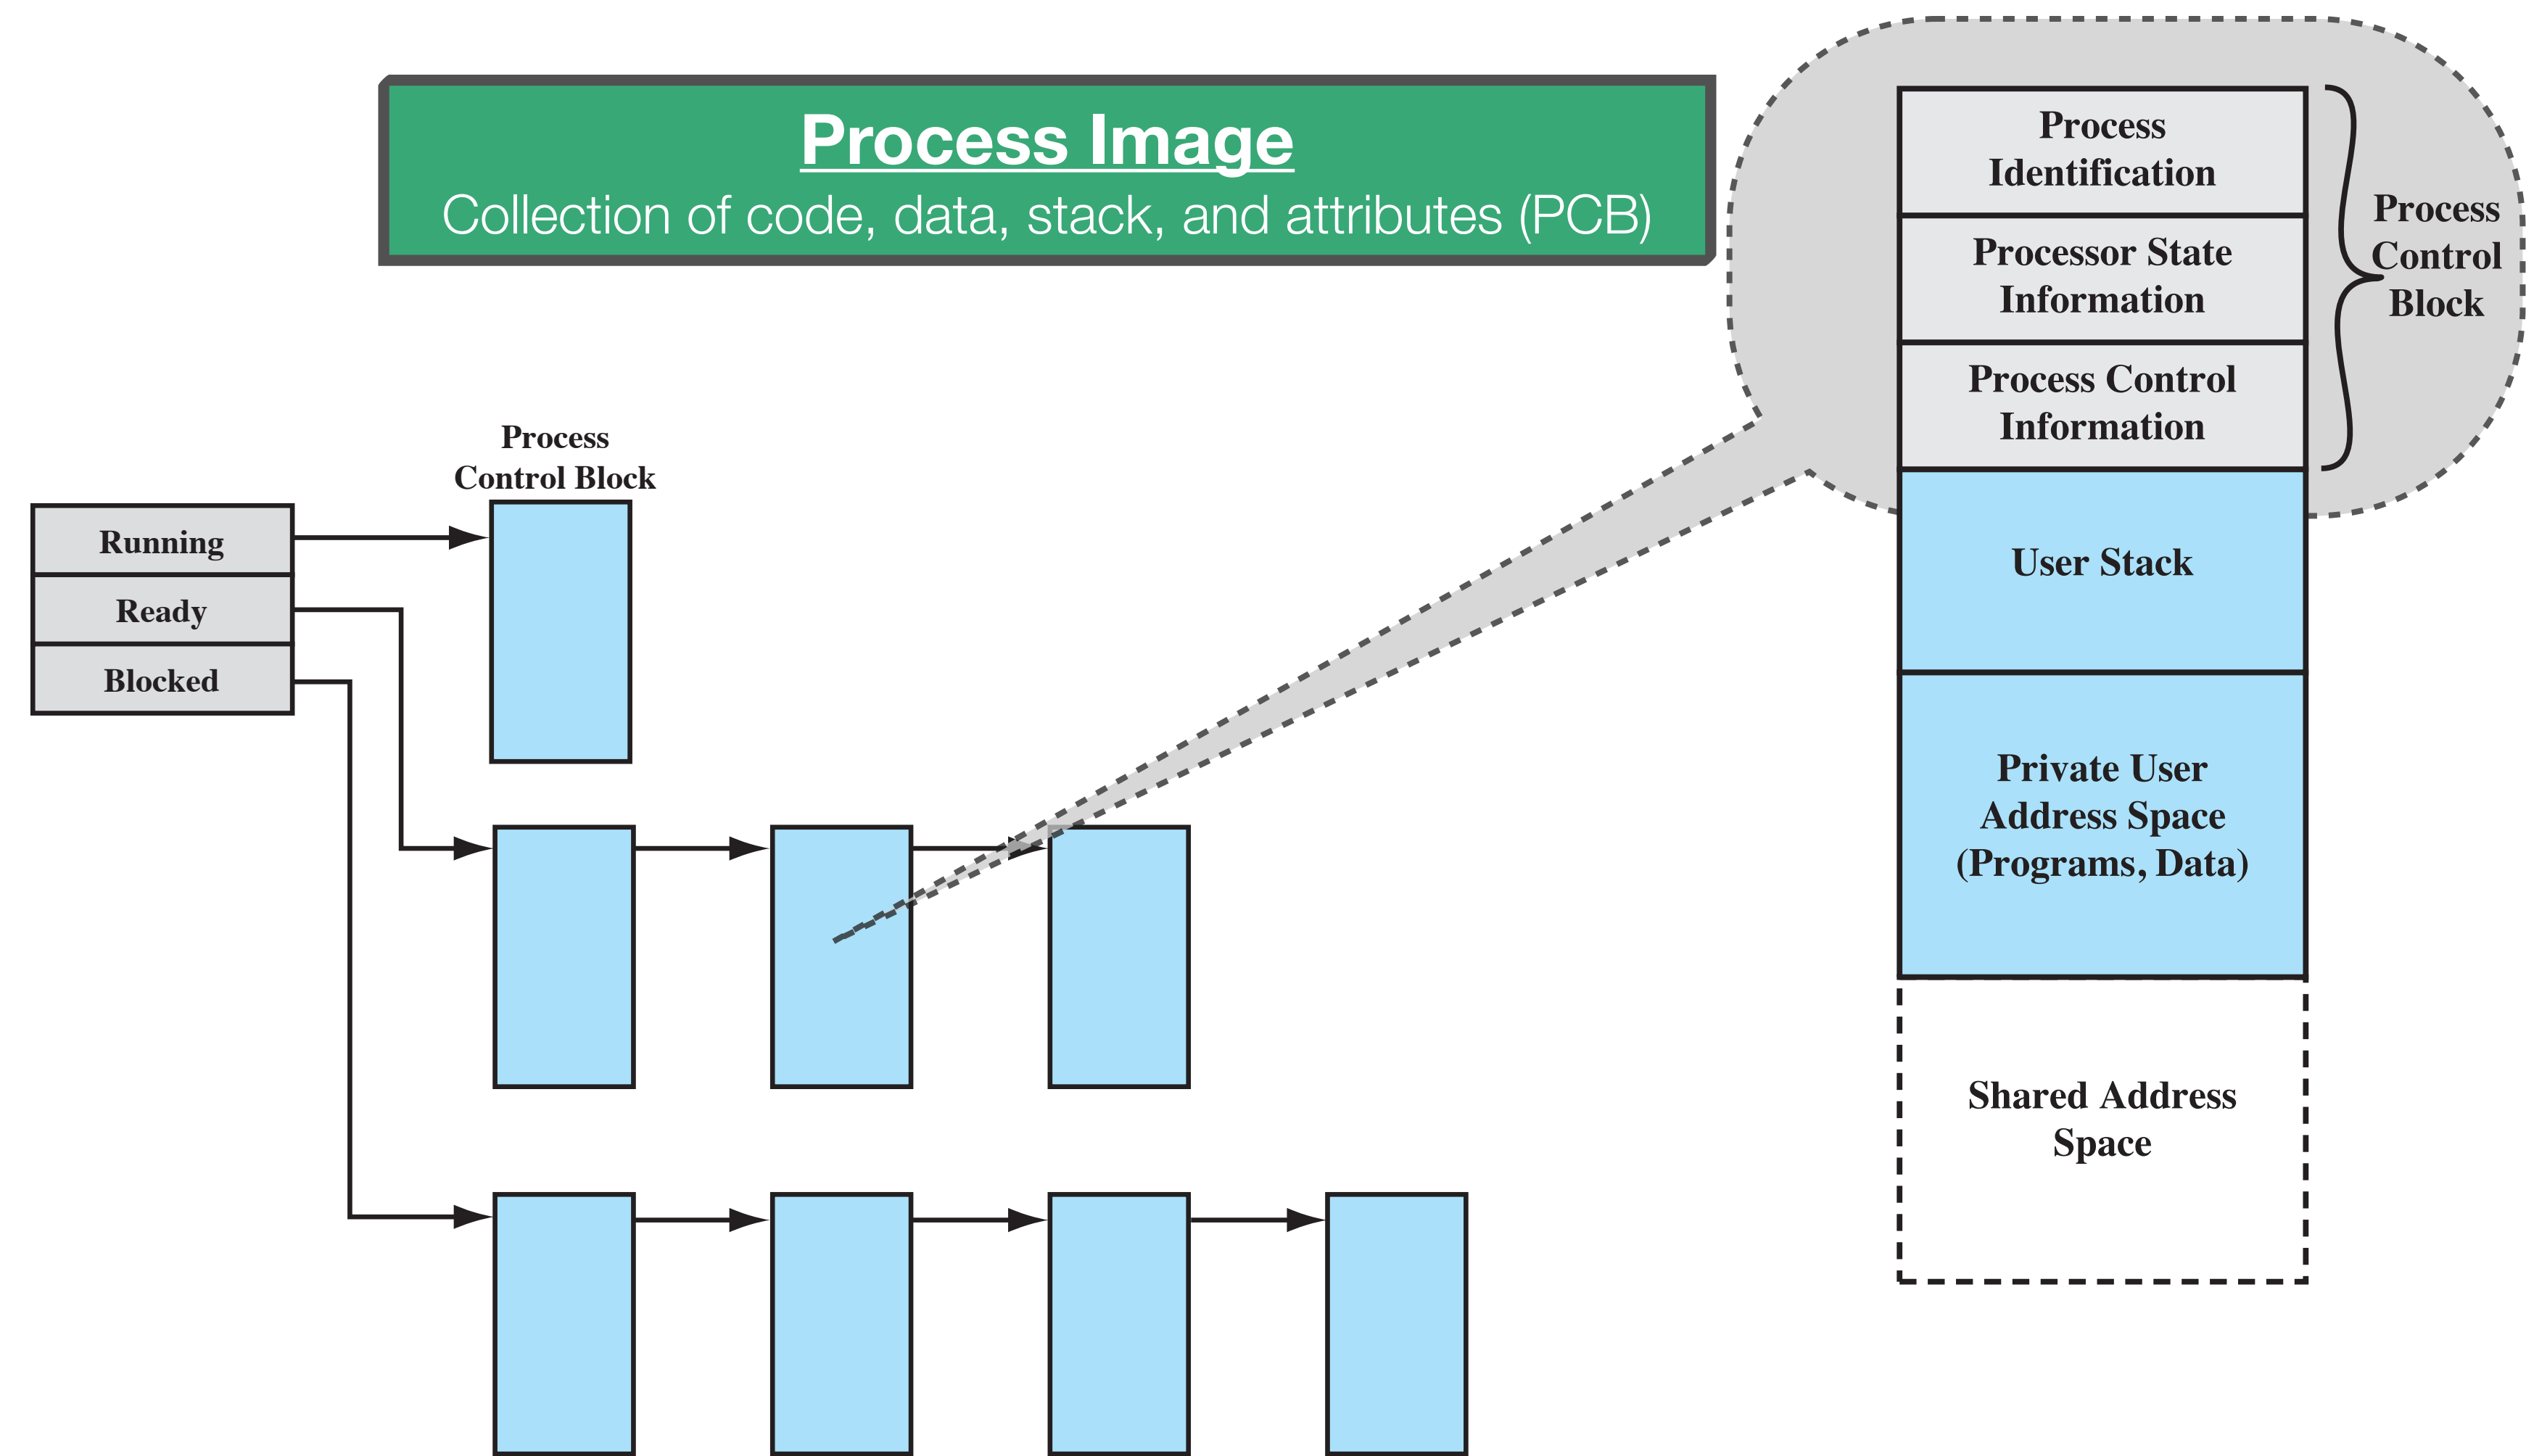 Process Image
Collection of code, data, stack, and attributes (PCB)
Process
Control Block
Running
Ready
Blocked
Process
Identification
Processor State
Information
Process Control
Information
Process
Control
Block
User Stack
Private User
Address Space
(Programs, Data)
Shared Address
Space